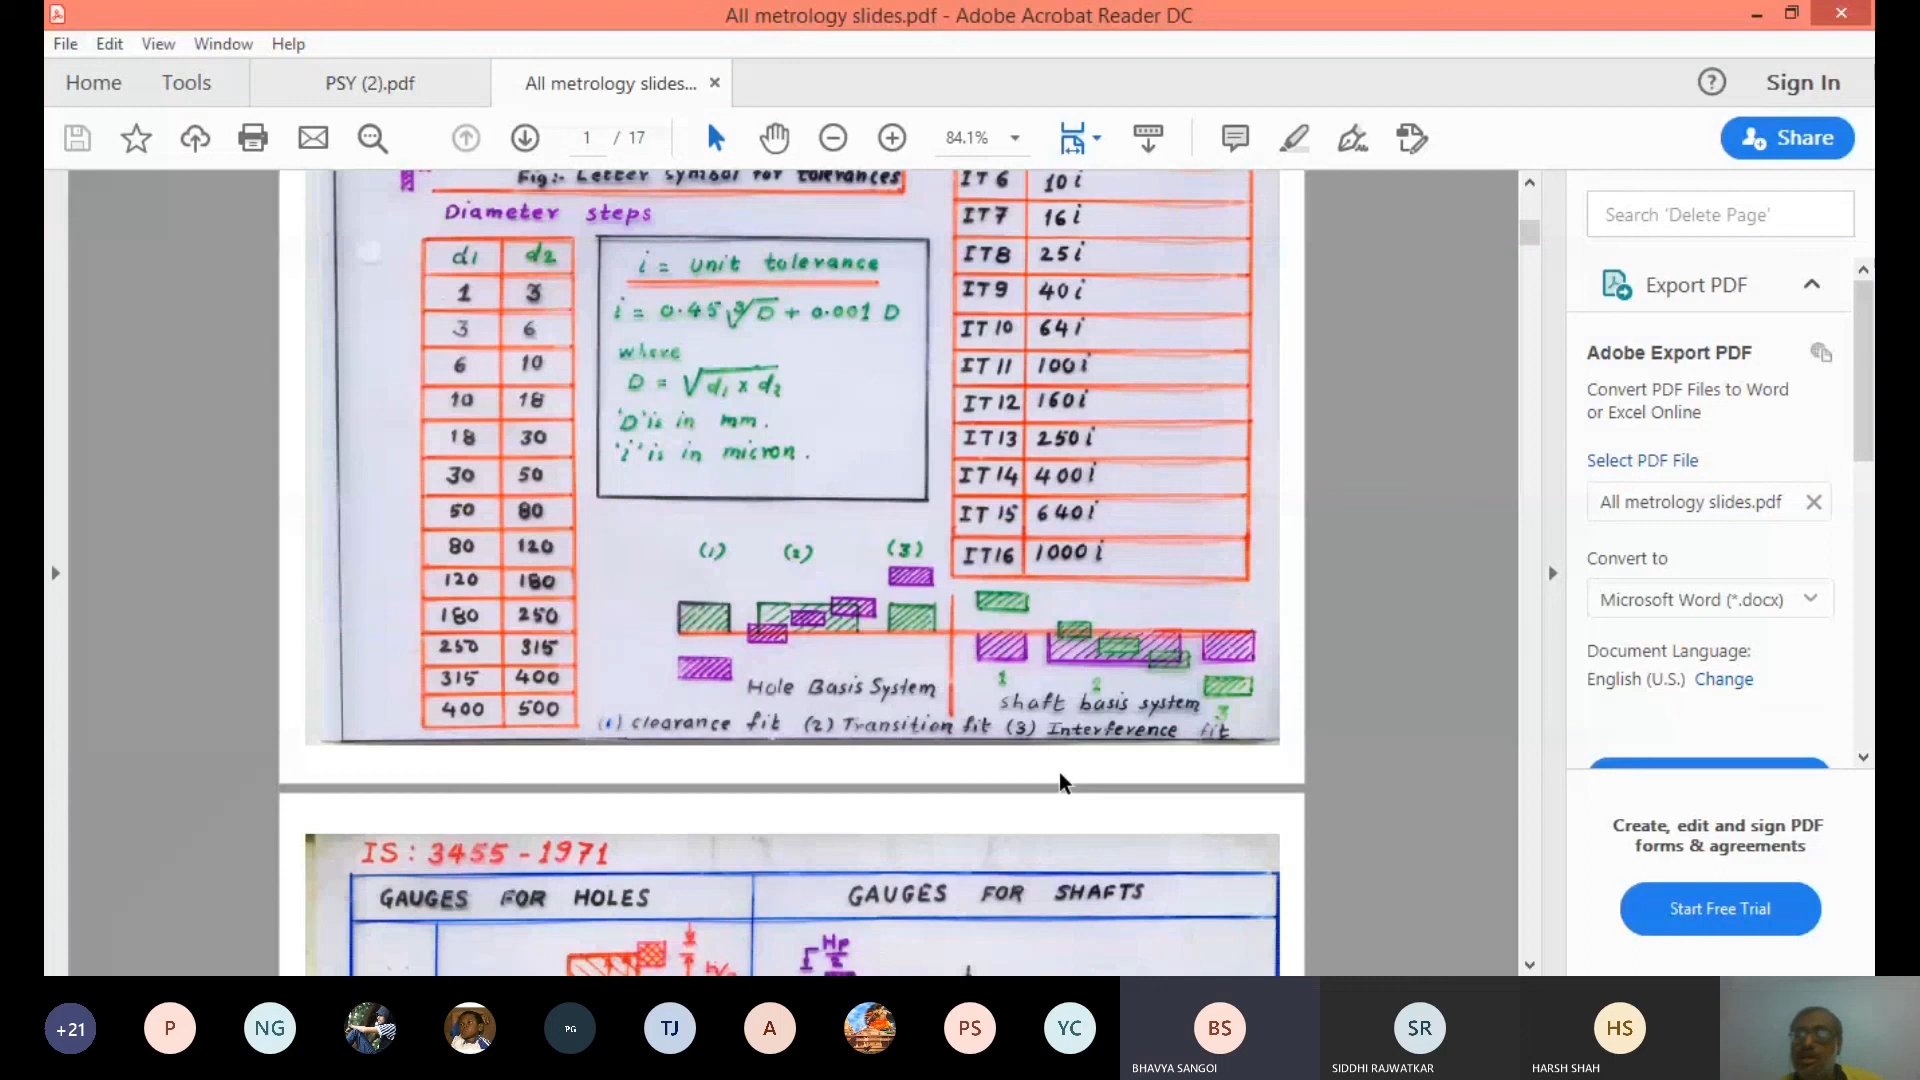 All metrology slides.pdf - Adobe Acrobat Reader DC
File Edit View Window Help
Home Tools PSY (2).pdf All metrology slides... ×
Sign In
1 / 17
84.1%
Share
Fig:- Letter symbol for tolerances
Diameter steps
d1 d2
1 3
3 6
6 10
10 18
18 30
30 50
50 80
80 120
120 180
180 250
250 315
315 400
400 500
i = unit tolerance
i = 0.45 ∛D + 0.001 D
where
D = √d1 x d2
'D' is in mm.
'i' is in micron.
IT6 10i
IT7 16i
IT8 25i
IT9 40i
IT10 64i
IT11 100i
IT12 160i
IT13 250i
IT14 400i
IT15 640i
IT16 1000i
(1) (2) (3)
Hole Basis System
1 2 3
shaft basis system
(1) clearance fit (2) Transition fit (3) Interference fit
IS : 3455 - 1971
GAUGES FOR HOLES GAUGES FOR SHAFTS
Hp/2
Search 'Delete Page'
Export PDF
Adobe Export PDF
Convert PDF Files to Word
or Excel Online
Select PDF File
All metrology slides.pdf
Convert to
Microsoft Word (*.docx)
Document Language:
English (U.S.) Change
Create, edit and sign PDF
forms & agreements
Start Free Trial
+21 P NG PG TJ A PS YC BS SR HS
BHAVYA SANGOI SIDDHI RAJWATKAR HARSH SHAH